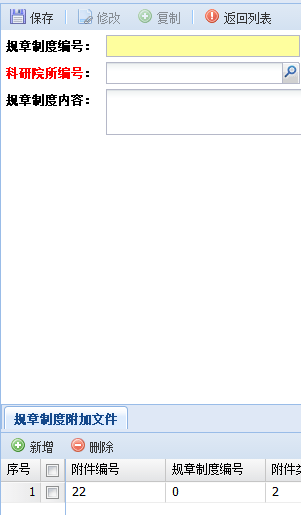 保存 修改 复制 返回列表
规章制度编号：
科研院所编号：
规章制度内容：
规章制度附加文件
新增 删除
序号 附件编号 规章制度编号 附件
1 22 0 2